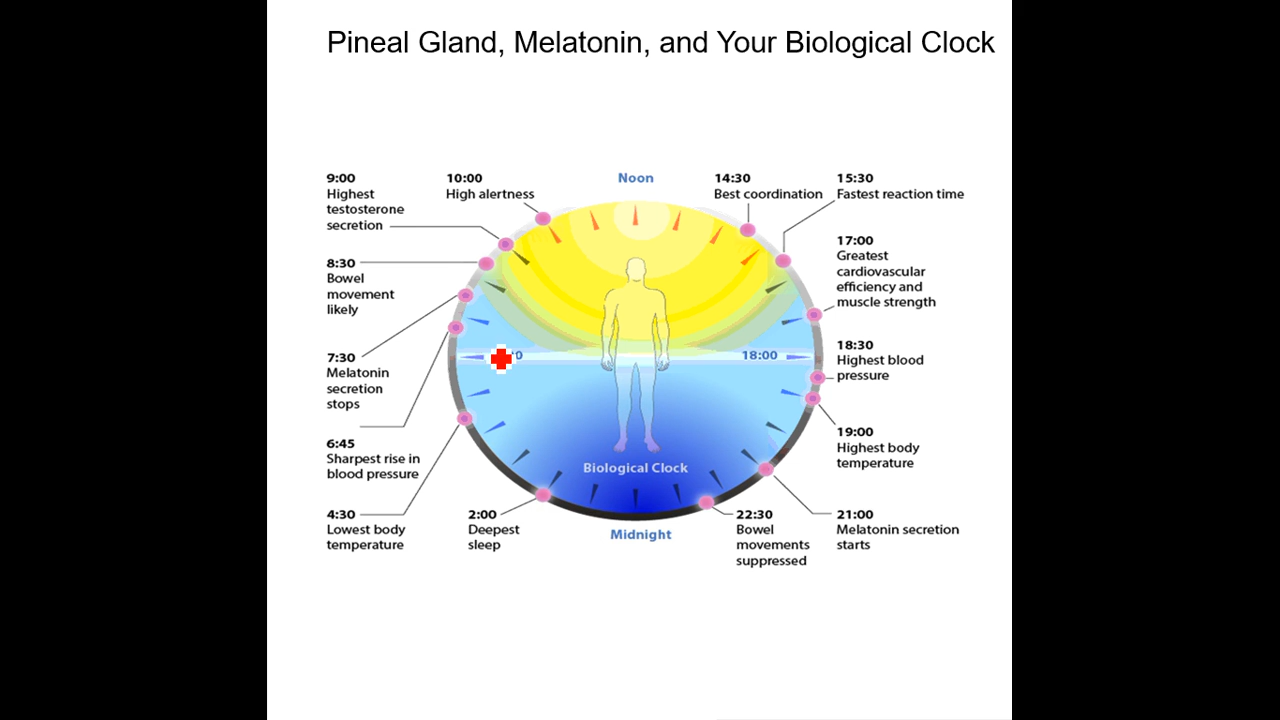 Pineal Gland, Melatonin, and Your Biological Clock
9:00
Highest
testosterone
secretion
10:00
High alertness
Noon
14:30
Best coordination
15:30
Fastest reaction time
8:30
Bowel
movement
likely
17:00
Greatest
cardiovascular
efficiency and
muscle strength
7:30
Melatonin
secretion
stops
18:00
18:30
Highest blood
pressure
6:45
Sharpest rise in
blood pressure
19:00
Highest body
temperature
Biological Clock
4:30
Lowest body
temperature
2:00
Deepest
sleep
Midnight
22:30
Bowel
movements
suppressed
21:00
Melatonin secretion
starts